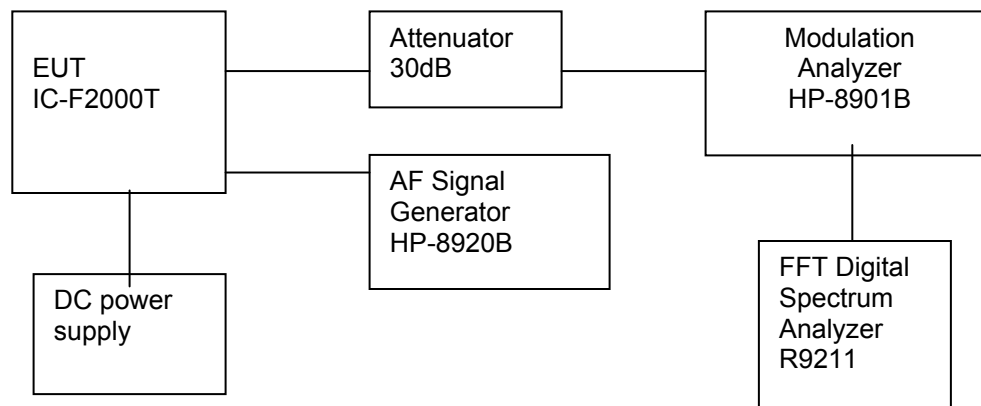 EUT
IC-F2000T
Attenuator
30dB
Modulation
Analyzer
HP-8901B
AF Signal
Generator
HP-8920B
DC power
supply
FFT Digital
Spectrum
Analyzer
R9211